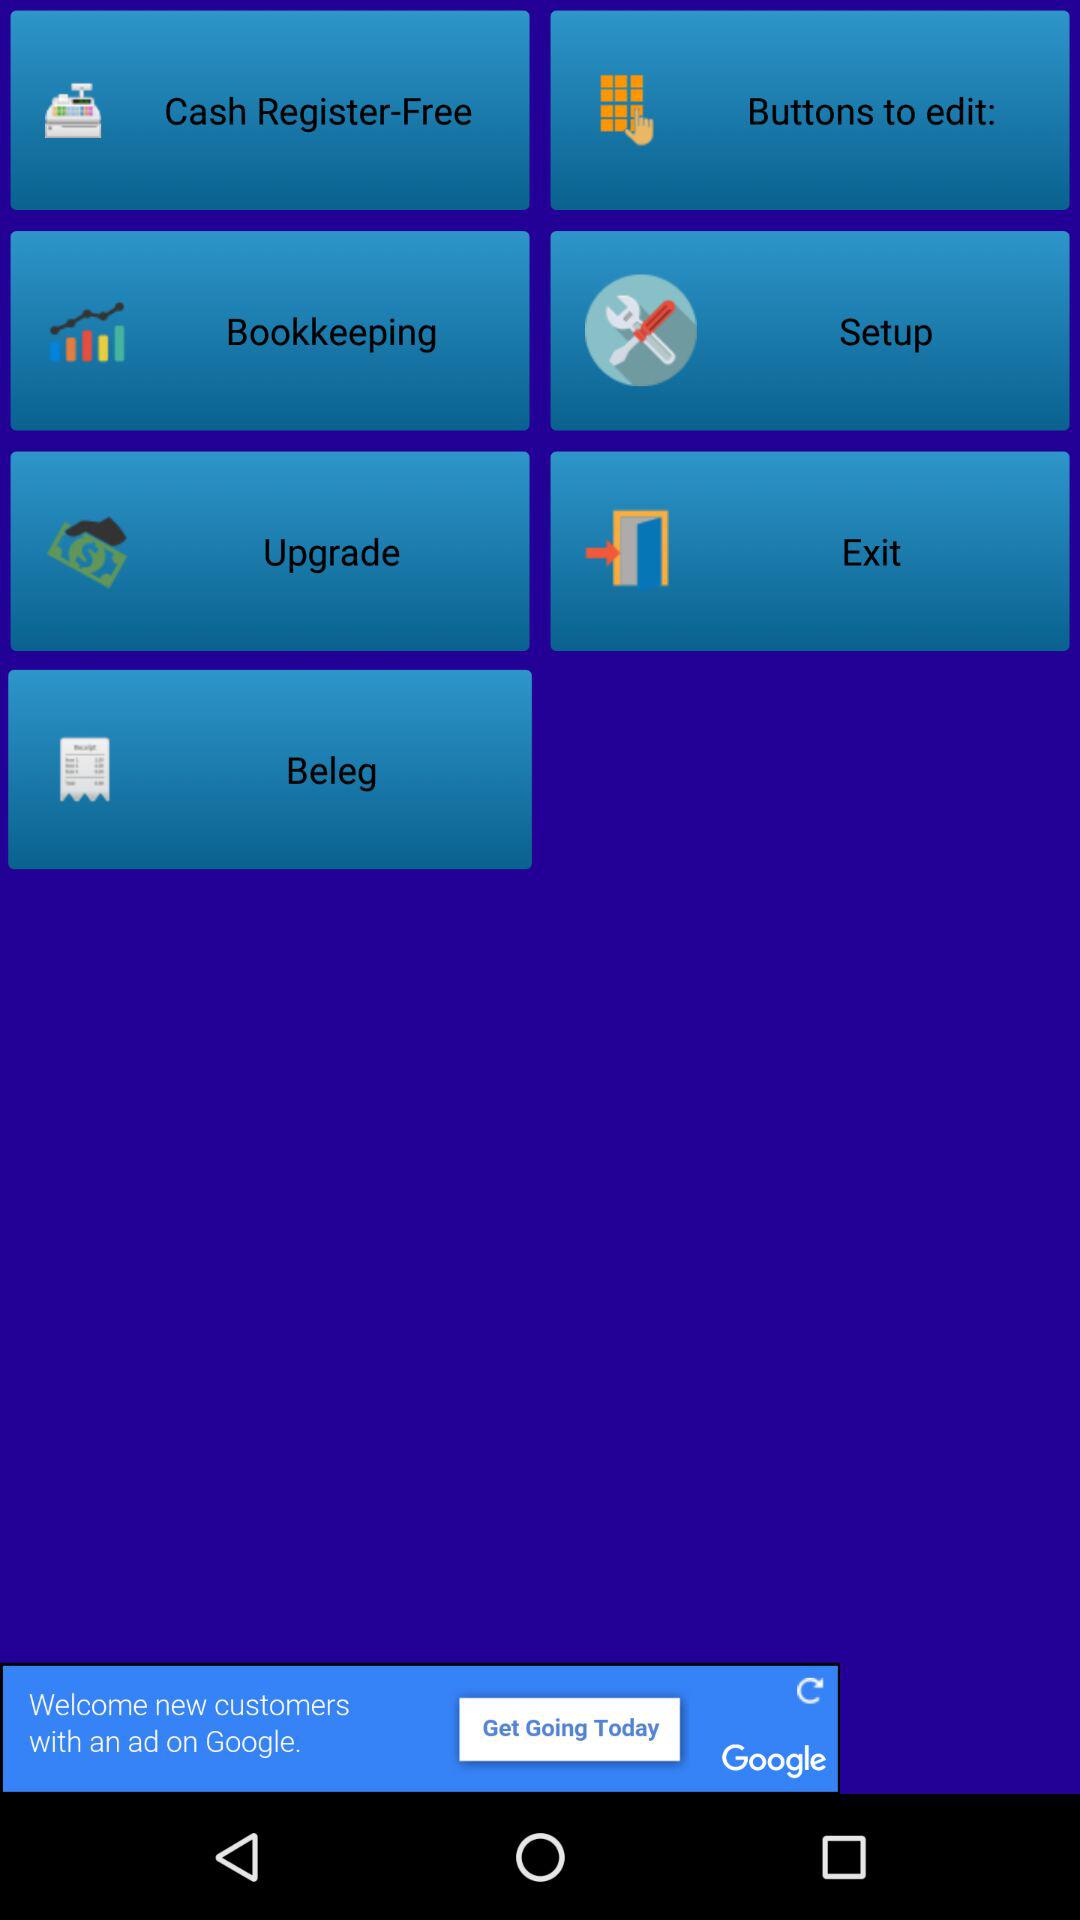 Cash Register-Free
Buttons to edit:
Bookkeeping
Setup
Upgrade
Exit
Receipt
Beleg
Welcome new customers
with an ad on Google.
Get Going Today
Google